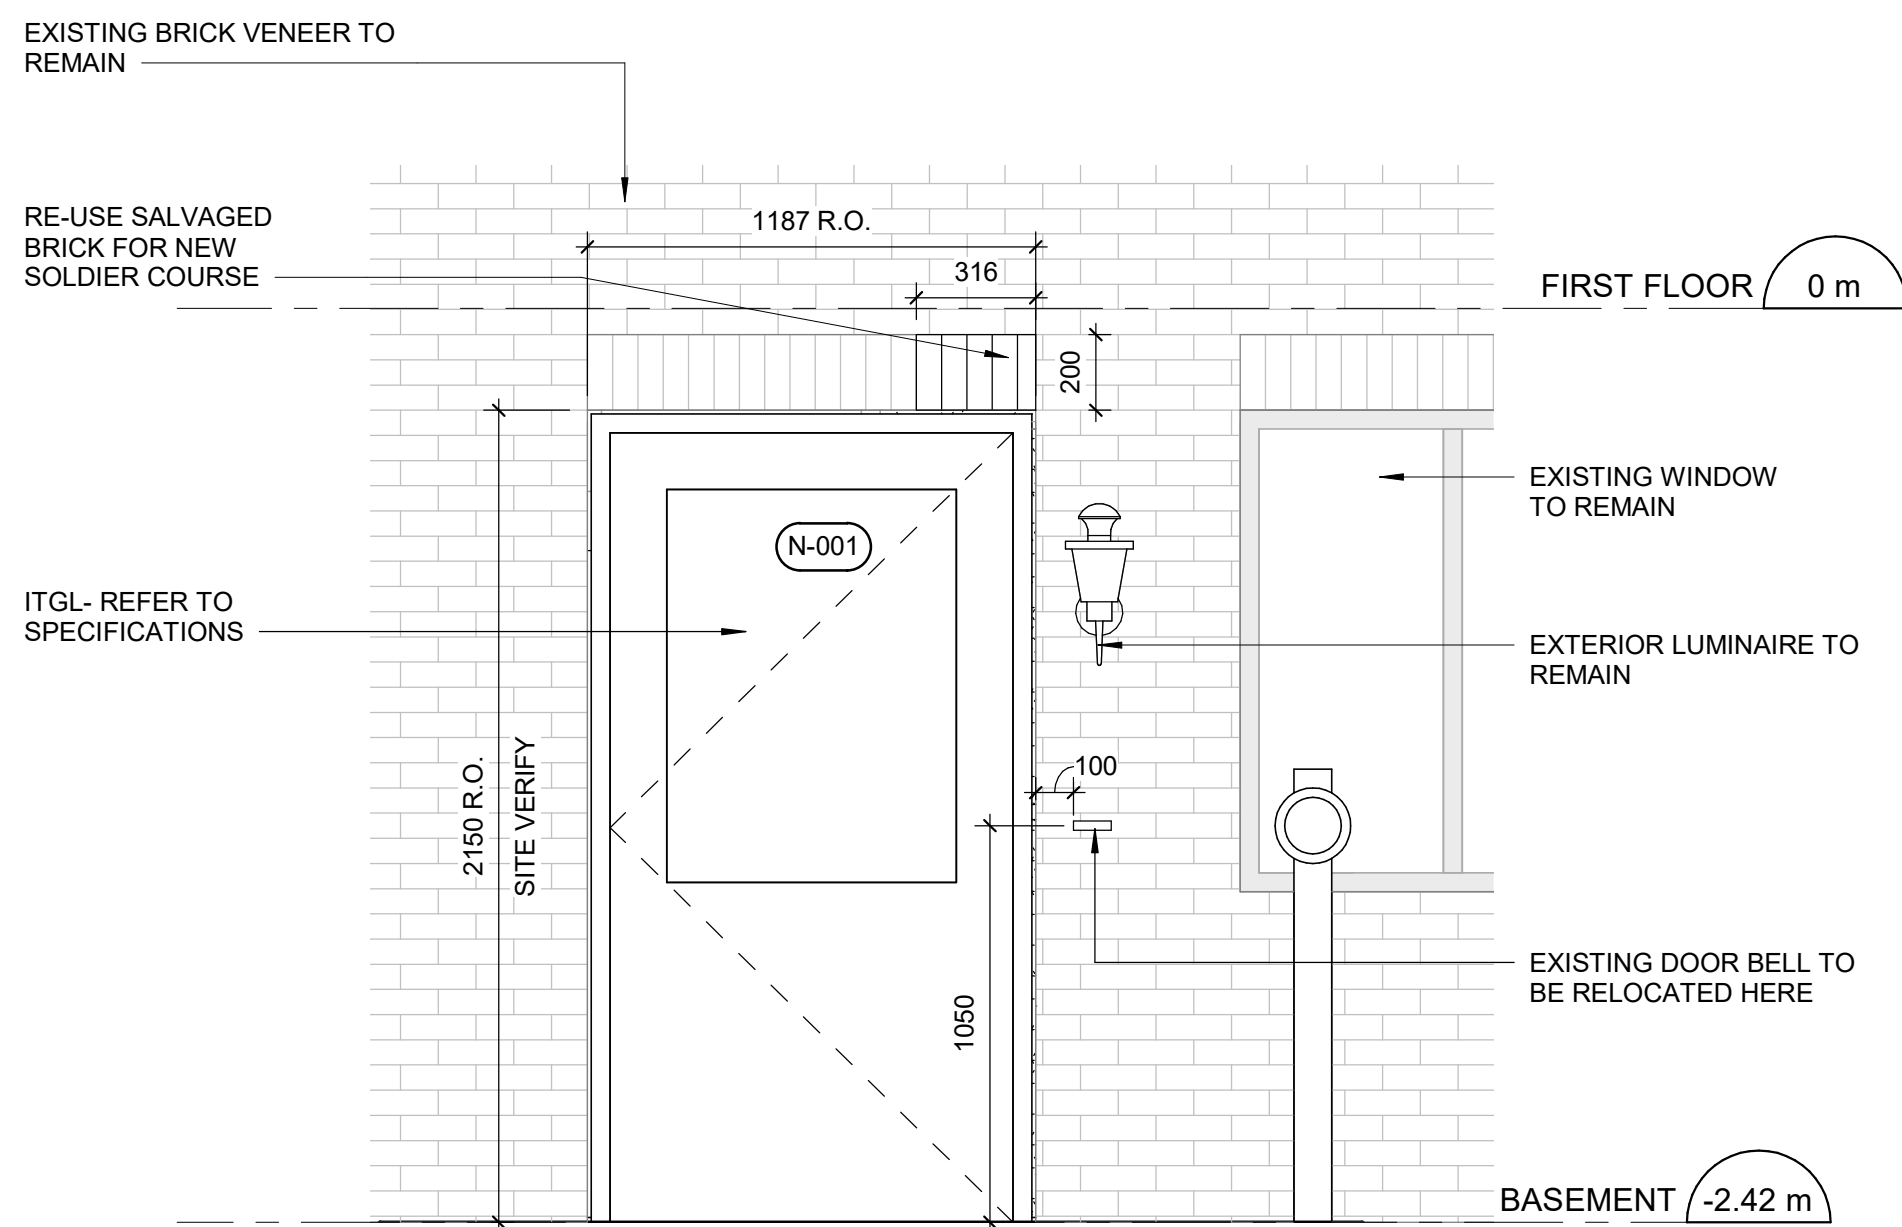 EXISTING BRICK VENEER TO
REMAIN
RE-USE SALVAGED
BRICK FOR NEW
SOLDIER COURSE
1187 R.O.
316
FIRST FLOOR
0 m
200
EXISTING WINDOW
TO REMAIN
N-001
ITGL- REFER TO
SPECIFICATIONS
EXTERIOR LUMINAIRE TO
REMAIN
2150 R.O.
SITE VERIFY
100
EXISTING DOOR BELL TO
BE RELOCATED HERE
1050
BASEMENT
-2.42 m